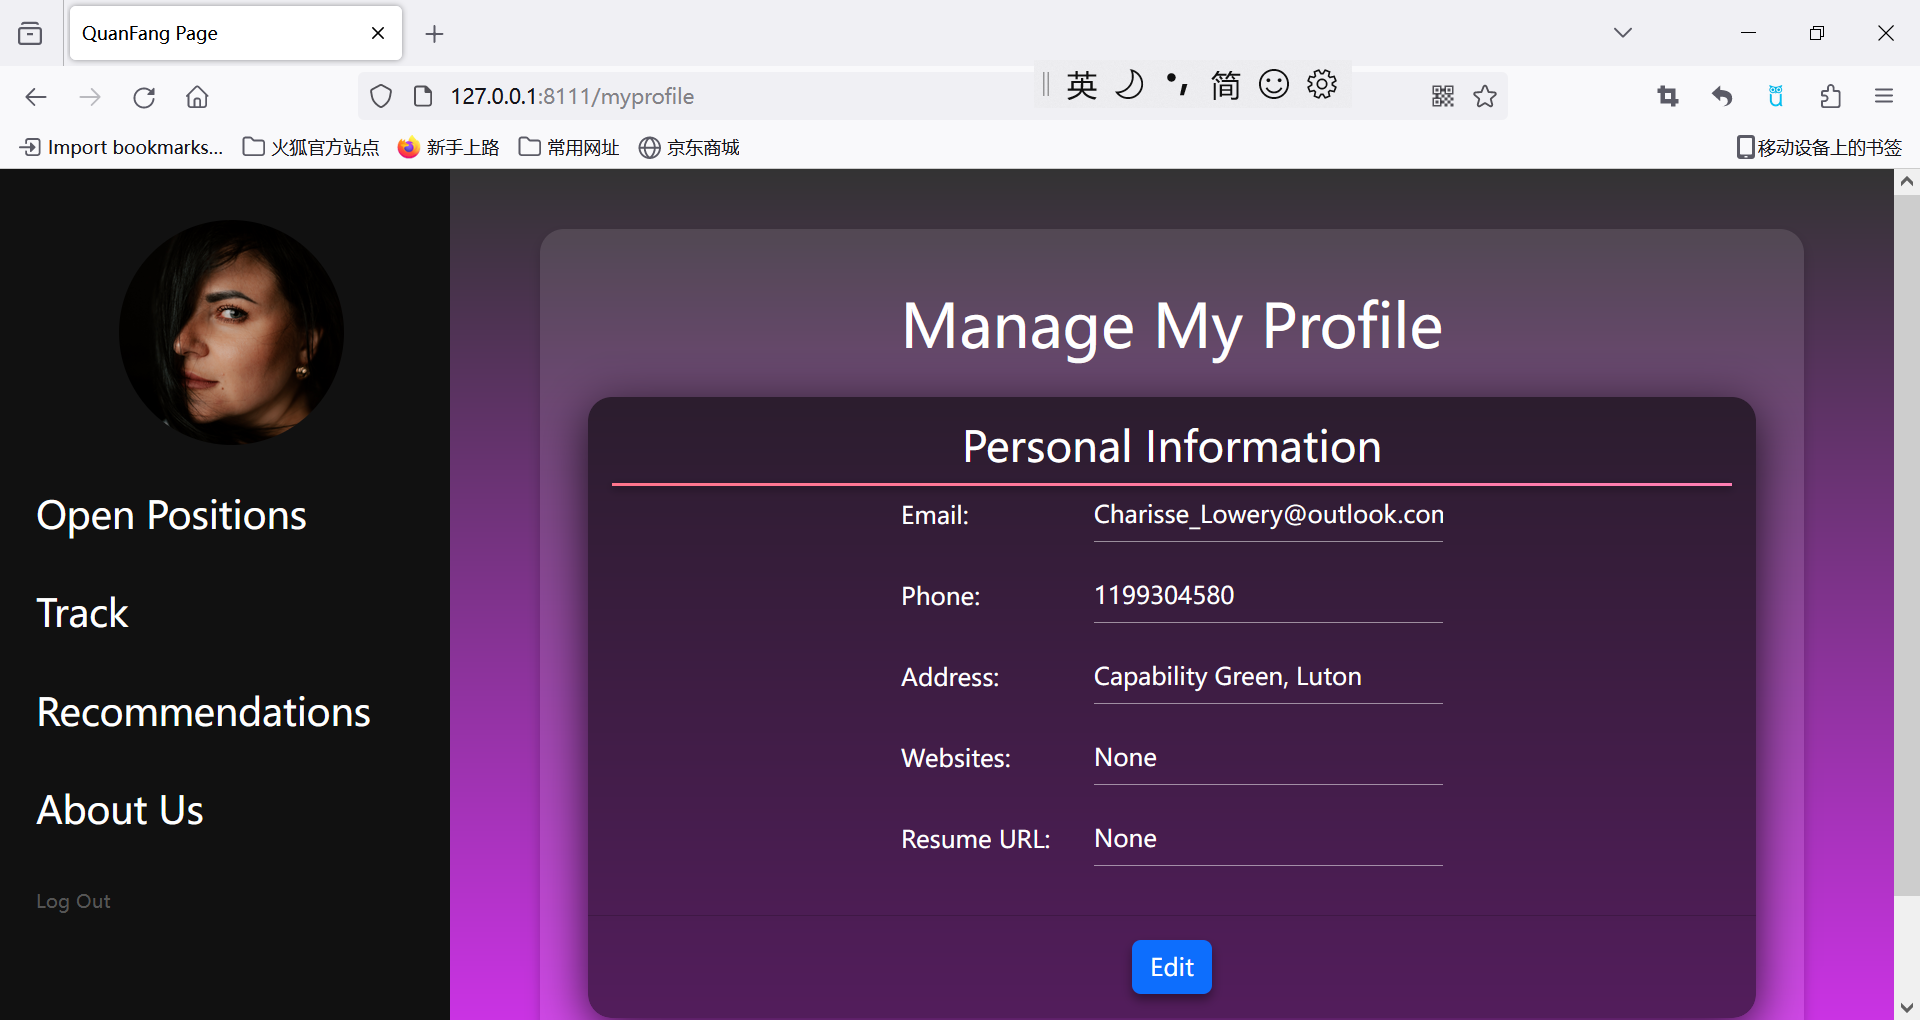 QuanFang Page
127.0.0.1:8111/myprofile
英 简
Import bookmarks... 火狐官方站点 新手上路 常用网址 京东商城 移动设备上的书签
Manage My Profile
Personal Information
Email: Charisse_Lowery@outlook.com
Phone: 1199304580
Address: Capability Green, Luton
Websites: None
Resume URL: None
Edit
Open Positions
Track
Recommendations
About Us
Log Out